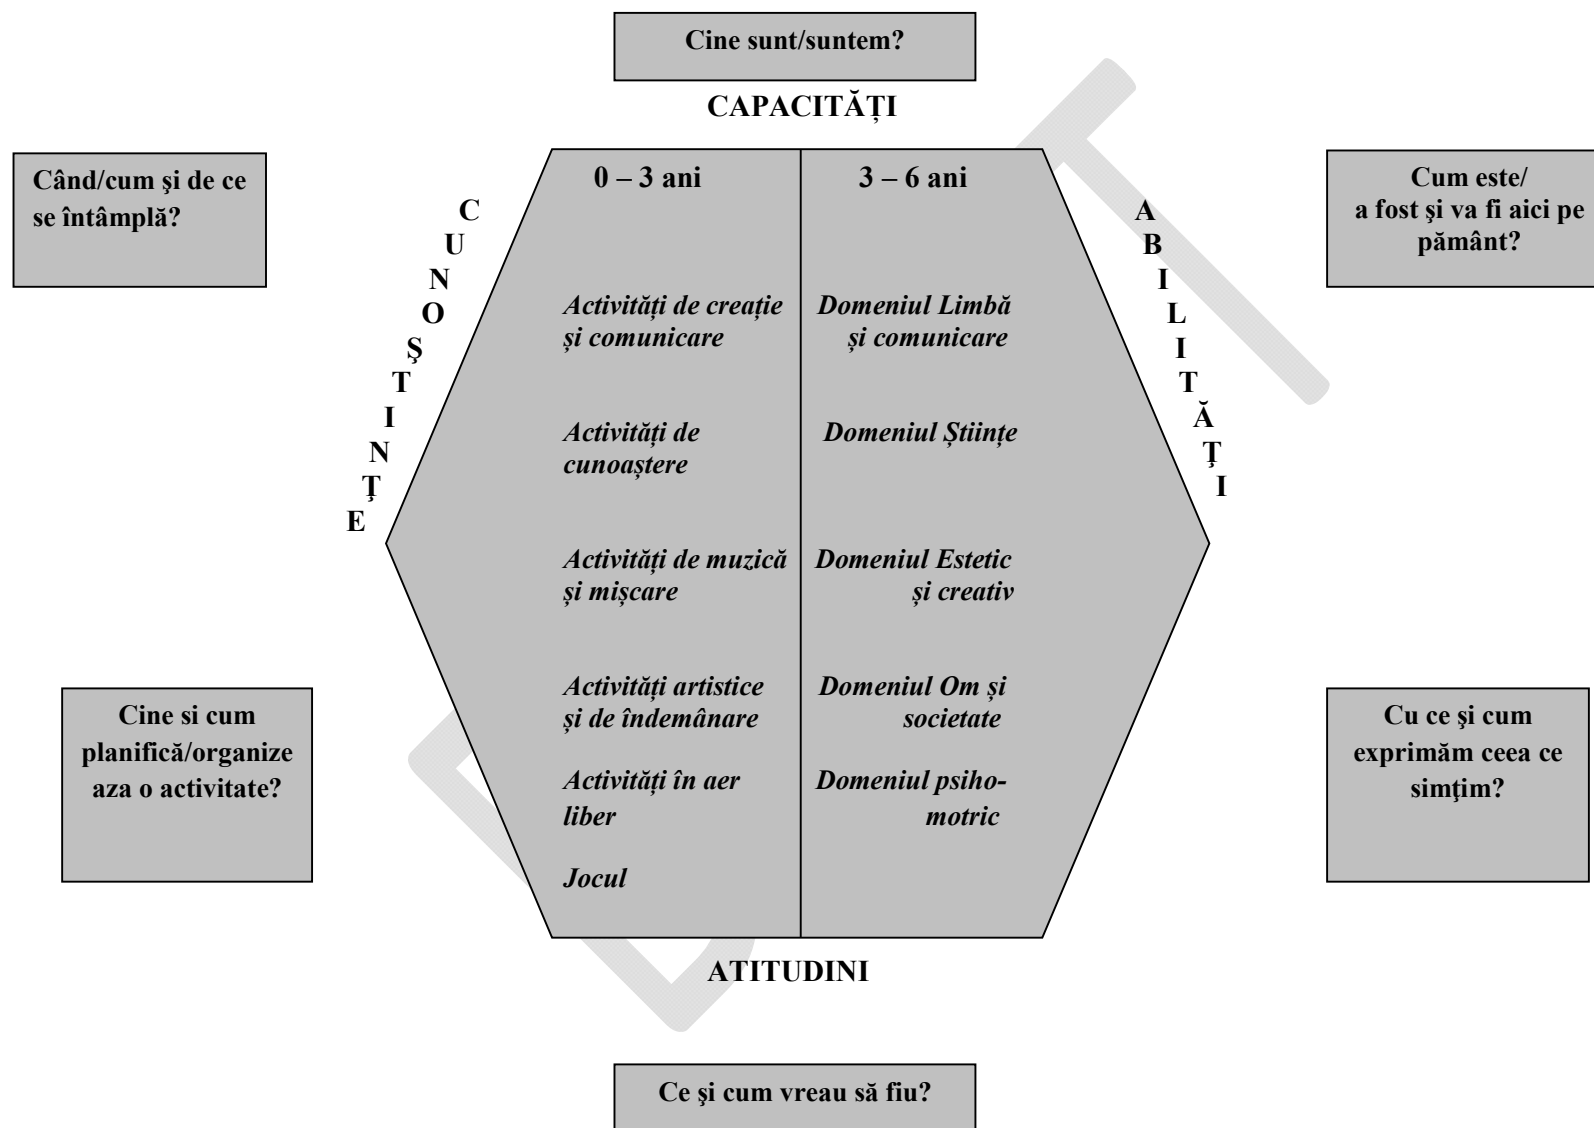 Cine sunt/suntem?
CAPACITĂȚI
Când/cum şi de ce
se întâmplă?
Cum este/
a fost şi va fi aici pe
pământ?
CUNOŞTINŢE
ABILITĂŢI
0 – 3 ani
3 – 6 ani
Activități de creație
și comunicare
Domeniul Limbă
și comunicare
Activități de
cunoaștere
Domeniul Științe
Activități de muzică
și mișcare
Domeniul Estetic
și creativ
Activități artistice
și de îndemânare
Domeniul Om și
societate
Activități în aer
liber
Domeniul psiho-
motric
Jocul
Cine si cum
planifică/organize
aza o activitate?
Cu ce şi cum
exprimăm ceea ce
simţim?
ATITUDINI
Ce şi cum vreau să fiu?